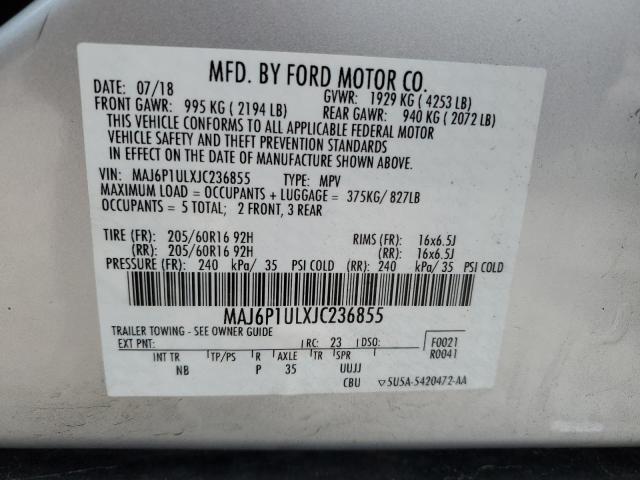 MFD. BY FORD MOTOR CO.
DATE: 07/18 GVWR: 1929 KG ( 4253 LB)
FRONT GAWR: 995 KG ( 2194 LB) REAR GAWR: 940 KG ( 2072 LB)
THIS VEHICLE CONFORMS TO ALL APPLICABLE FEDERAL MOTOR
VEHICLE SAFETY AND THEFT PREVENTION STANDARDS
IN EFFECT ON THE DATE OF MANUFACTURE SHOWN ABOVE.
VIN: MAJ6P1ULXJC236855 TYPE: MPV
MAXIMUM LOAD = OCCUPANTS + LUGGAGE = 375KG/ 827LB
OCCUPANTS = 5 TOTAL; 2 FRONT, 3 REAR
TIRE (FR): 205/60R16 92H RIMS (FR): 16x6.5J
(RR): 205/60R16 92H (RR): 16x6.5J
PRESSURE (FR): 240 kPa/ 35 PSI COLD (RR): 240 kPa/ 35 PSI COLD
MAJ6P1ULXJC236855
TRAILER TOWING - SEE OWNER GUIDE
EXT PNT: RC: 23 DSO: F0021
R0041
INT TR TP/PS R AXLE TR SPR
NB P 35 UUJJ
CBU 5U5A-5420472-AA